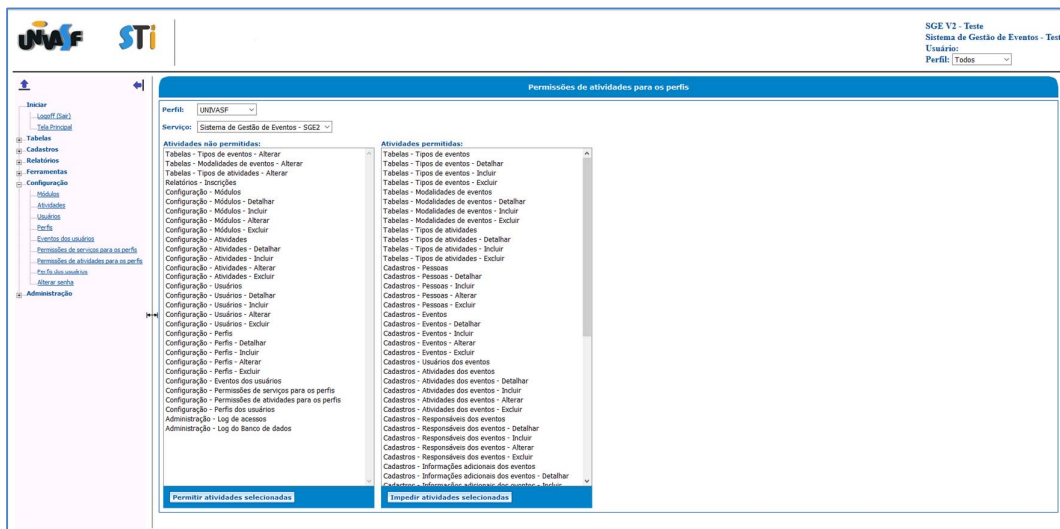 UNIVASF
STi
SGE V2 - Teste
Sistema de Gestão de Eventos - Test
Usuário:
Perfil: Todos
Iniciar
Logoff (Sair)
Tela Principal
Tabelas
Cadastros
Relatórios
Ferramentas
Configuração
Módulos
Atividades
Usuários
Perfis
Eventos dos usuários
Permissões de serviços para os perfis
Permissões de atividades para os perfis
Perfis dos usuários
Alterar senha
Administração
Permissões de atividades para os perfis
Perfil: UNIVASF
Serviço: Sistema de Gestão de Eventos - SGE2
Atividades não permitidas:
Tabelas - Tipos de eventos - Alterar
Tabelas - Modalidades de eventos - Alterar
Tabelas - Tipos de atividades - Alterar
Relatórios - Inscrições
Configuração - Módulos
Configuração - Módulos - Detalhar
Configuração - Módulos - Incluir
Configuração - Módulos - Alterar
Configuração - Módulos - Excluir
Configuração - Atividades
Configuração - Atividades - Detalhar
Configuração - Atividades - Incluir
Configuração - Atividades - Alterar
Configuração - Atividades - Excluir
Configuração - Usuários
Configuração - Usuários - Detalhar
Configuração - Usuários - Incluir
Configuração - Usuários - Alterar
Configuração - Usuários - Excluir
Configuração - Perfis
Configuração - Perfis - Detalhar
Configuração - Perfis - Incluir
Configuração - Perfis - Alterar
Configuração - Perfis - Excluir
Configuração - Eventos dos usuários
Configuração - Permissões de serviços para os perfis
Configuração - Permissões de atividades para os perfis
Configuração - Perfis dos usuários
Administração - Log de acessos
Administração - Log do Banco de dados
Permitir atividades selecionadas
Atividades permitidas:
Tabelas - Tipos de eventos
Tabelas - Tipos de eventos - Detalhar
Tabelas - Tipos de eventos - Incluir
Tabelas - Tipos de eventos - Excluir
Tabelas - Modalidades de eventos
Tabelas - Modalidades de eventos - Detalhar
Tabelas - Modalidades de eventos - Incluir
Tabelas - Modalidades de eventos - Excluir
Tabelas - Tipos de atividades
Tabelas - Tipos de atividades - Detalhar
Tabelas - Tipos de atividades - Incluir
Tabelas - Tipos de atividades - Excluir
Cadastros - Pessoas
Cadastros - Pessoas - Detalhar
Cadastros - Pessoas - Incluir
Cadastros - Pessoas - Alterar
Cadastros - Pessoas - Excluir
Cadastros - Eventos
Cadastros - Eventos - Detalhar
Cadastros - Eventos - Incluir
Cadastros - Eventos - Alterar
Cadastros - Eventos - Excluir
Cadastros - Usuários dos eventos
Cadastros - Atividades dos eventos
Cadastros - Atividades dos eventos - Detalhar
Cadastros - Atividades dos eventos - Incluir
Cadastros - Atividades dos eventos - Alterar
Cadastros - Atividades dos eventos - Excluir
Cadastros - Responsáveis dos eventos
Cadastros - Responsáveis dos eventos - Detalhar
Cadastros - Responsáveis dos eventos - Incluir
Cadastros - Responsáveis dos eventos - Alterar
Cadastros - Responsáveis dos eventos - Excluir
Cadastros - Informações adicionais dos eventos
Cadastros - Informações adicionais dos eventos - Detalhar
Cadastros - Informações adicionais dos eventos - Incluir
Impedir atividades selecionadas